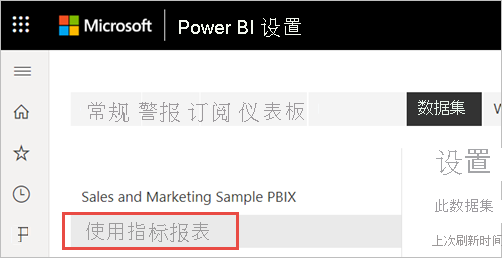 Microsoft Power BI 设置
常规 警报 订阅 仪表板 数据集
设置
Sales and Marketing Sample PBIX
此数据集
使用指标报表
上次刷新时间